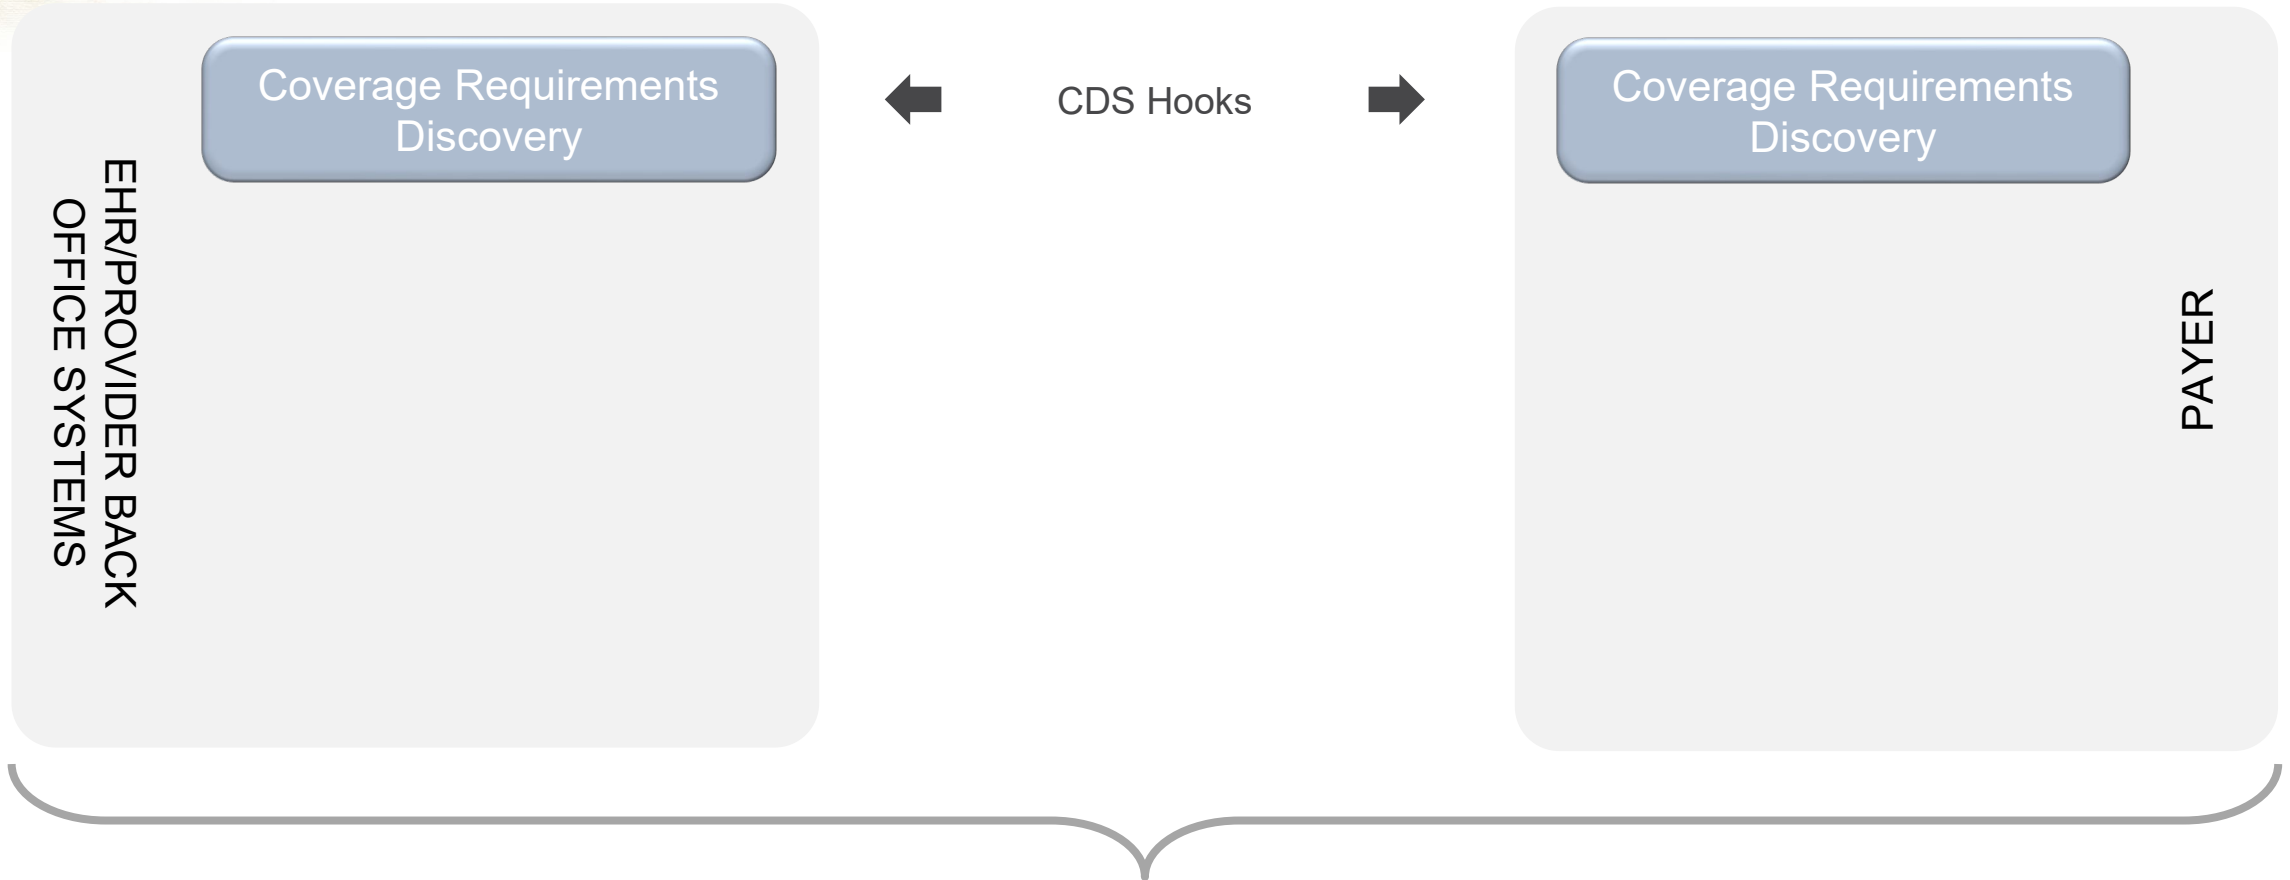 EHR/PROVIDER BACK
OFFICE SYSTEMS
Coverage Requirements
Discovery
CDS Hooks
Coverage Requirements
Discovery
PAYER